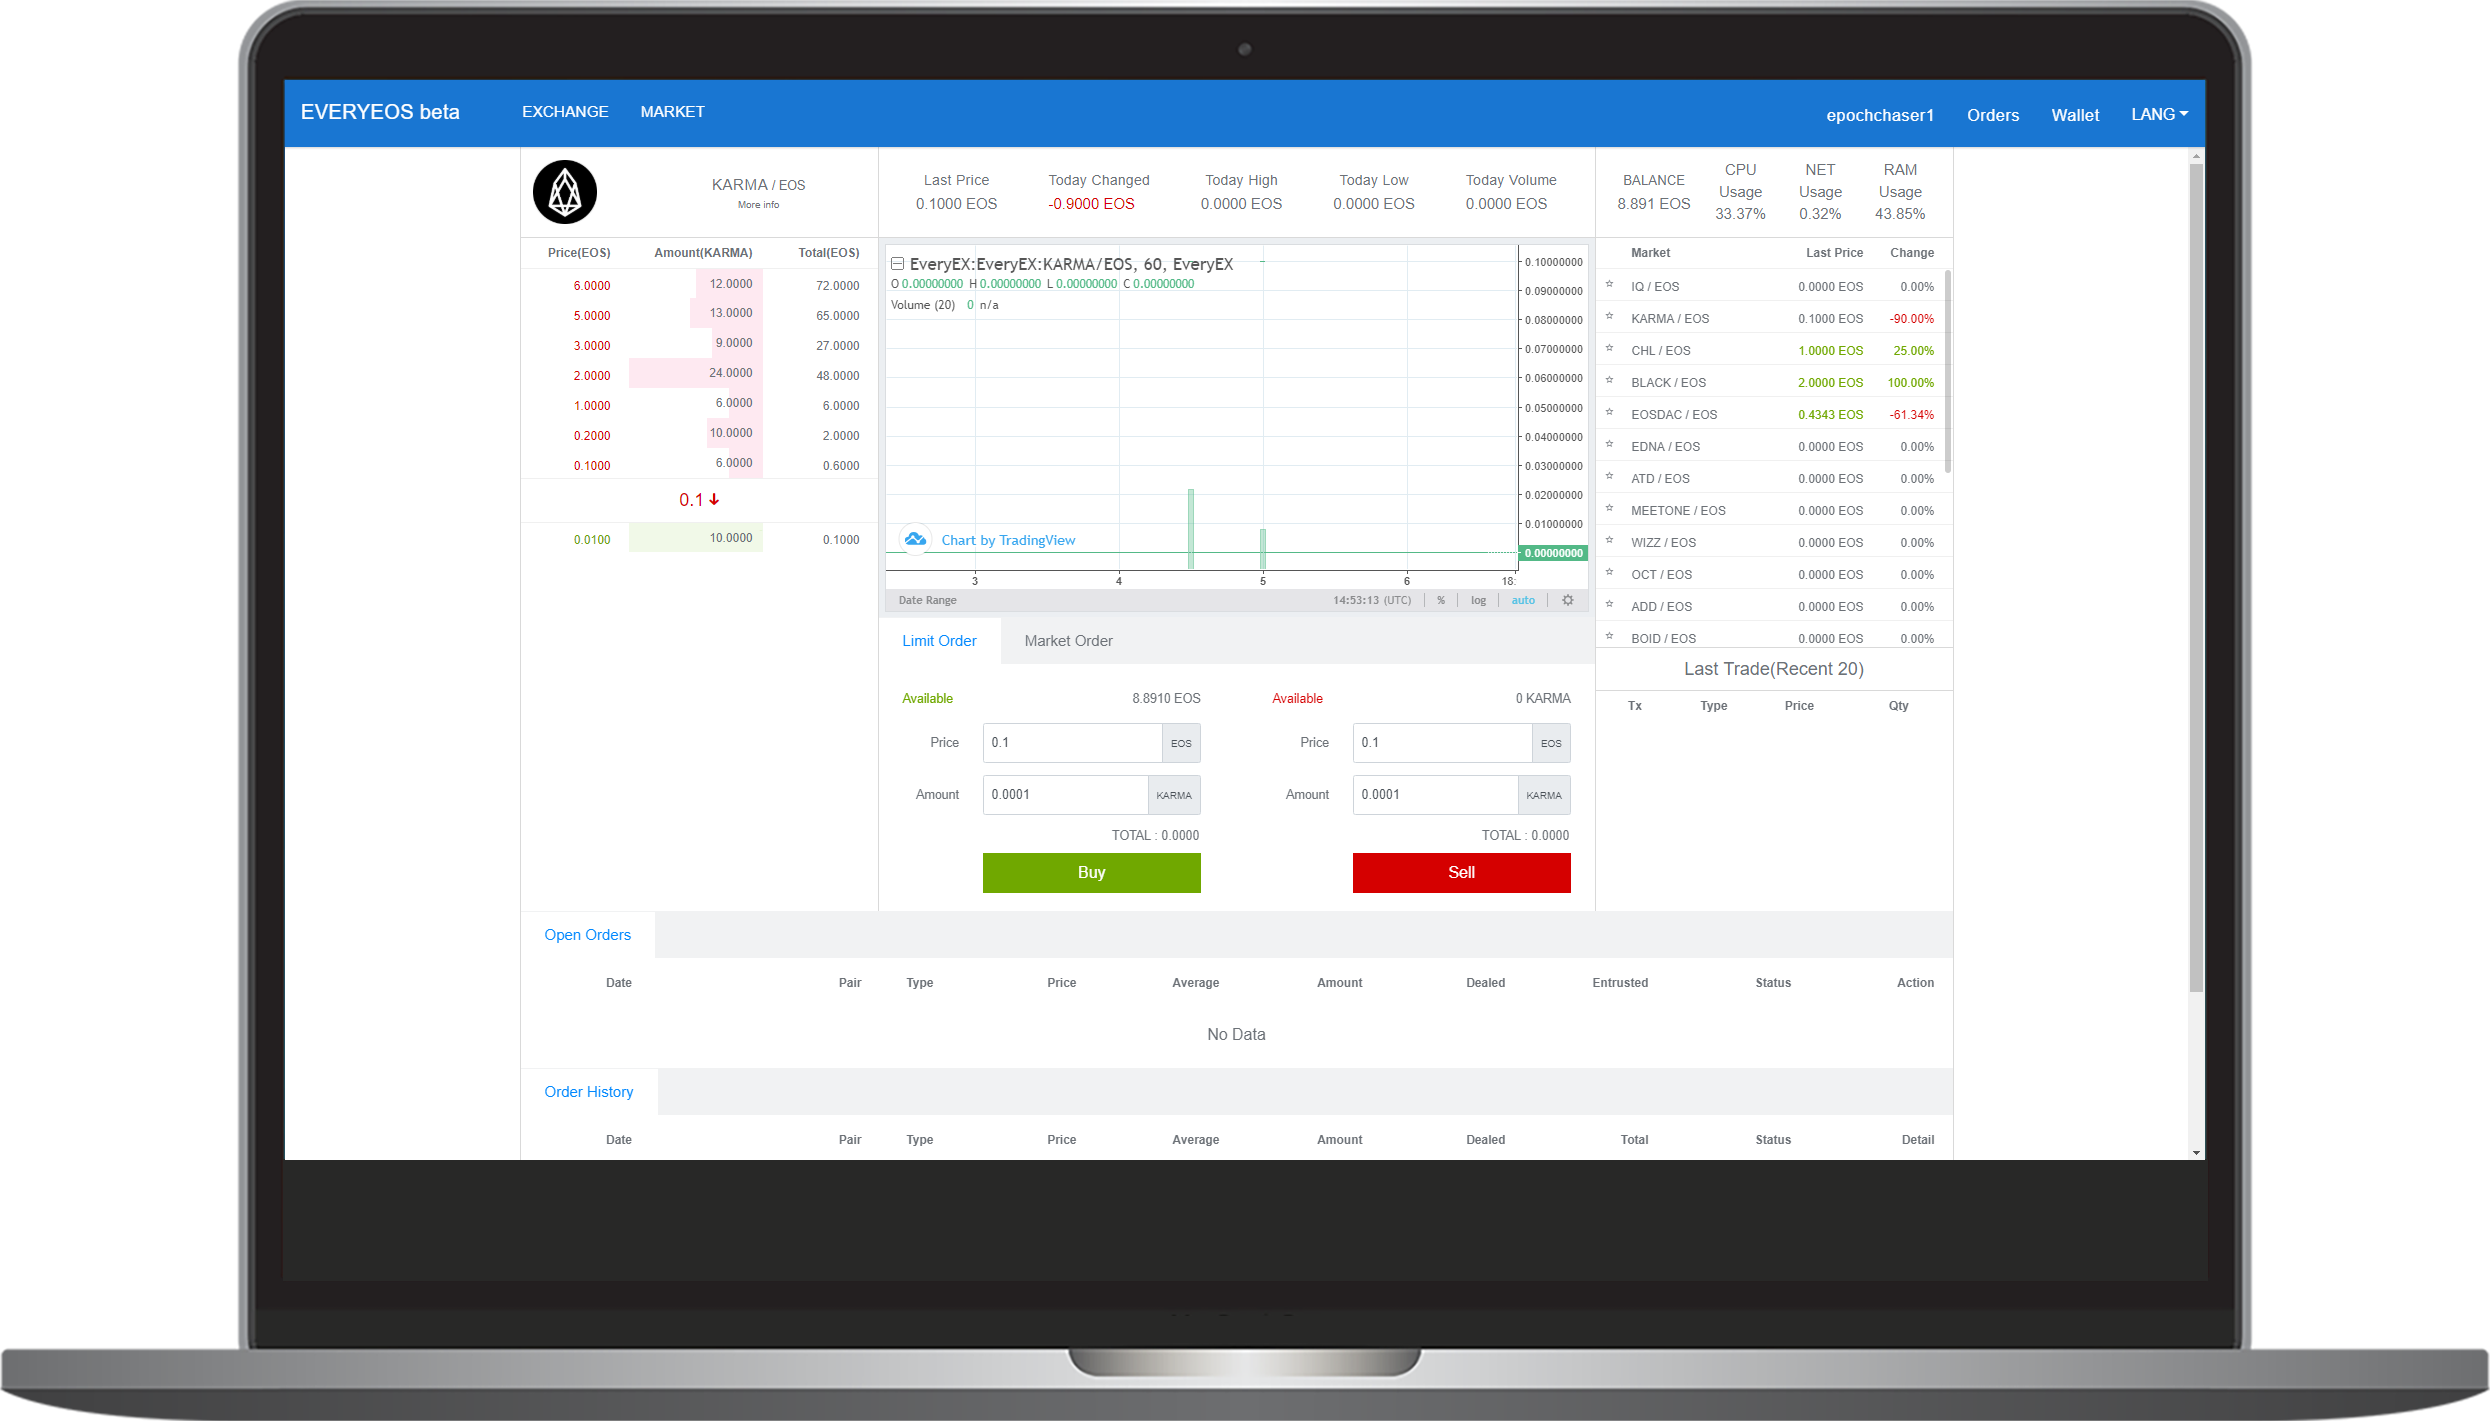 EVERYEOS beta EXCHANGE MARKET epochchaser1 Orders Wallet LANG
KARMA / EOS
More info
Last Price Today Changed Today High Today Low Today Volume
0.1000 EOS -0.9000 EOS 0.0000 EOS 0.0000 EOS 0.0000 EOS
BALANCE
8.891 EOS
CPU
Usage
33.37%
NET
Usage
0.32%
RAM
Usage
43.85%
Price(EOS) Amount(KARMA) Total(EOS)
6.0000 12.0000 72.0000
5.0000 13.0000 65.0000
3.0000 9.0000 27.0000
2.0000 24.0000 48.0000
1.0000 6.0000 6.0000
0.2000 10.0000 2.0000
0.1000 6.0000 0.6000
0.1
0.0100 10.0000 0.1000
EveryEX:EveryEX:KARMA/EOS, 60, EveryEX
O 0.00000000 H 0.00000000 L 0.00000000 C 0.00000000
Volume (20) 0 n/a
0.10000000
0.09000000
0.08000000
0.07000000
0.06000000
0.05000000
0.04000000
0.03000000
0.02000000
0.01000000
0.00000000
Chart by TradingView
3 4 5 6 18:
Date Range 14:53:13 (UTC) % log auto
Limit Order Market Order
Available 8.8910 EOS
Price 0.1 EOS
Amount 0.0001 KARMA
TOTAL : 0.0000
Buy
Available 0 KARMA
Price 0.1 EOS
Amount 0.0001 KARMA
TOTAL : 0.0000
Sell
Market Last Price Change
IQ / EOS 0.0000 EOS 0.00%
KARMA / EOS 0.1000 EOS -90.00%
CHL / EOS 1.0000 EOS 25.00%
BLACK / EOS 2.0000 EOS 100.00%
EOSDAC / EOS 0.4343 EOS -61.34%
EDNA / EOS 0.0000 EOS 0.00%
ATD / EOS 0.0000 EOS 0.00%
MEETONE / EOS 0.0000 EOS 0.00%
WIZZ / EOS 0.0000 EOS 0.00%
OCT / EOS 0.0000 EOS 0.00%
ADD / EOS 0.0000 EOS 0.00%
BOID / EOS 0.0000 EOS 0.00%
Last Trade(Recent 20)
Tx Type Price Qty
Open Orders
Date Pair Type Price Average Amount Dealed Entrusted Status Action
No Data
Order History
Date Pair Type Price Average Amount Dealed Total Status Detail